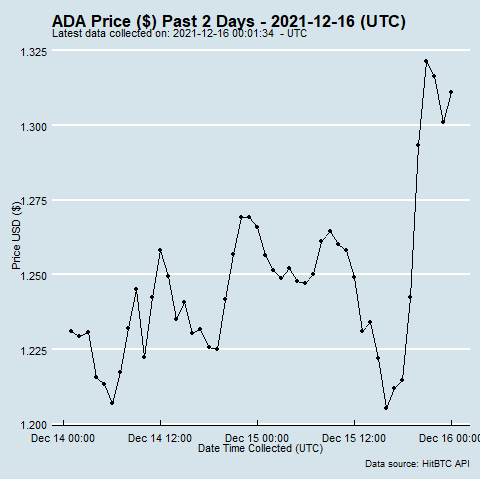 ADA Price ($) Past 2 Days - 2021-12-16 (UTC)
Latest data collected on: 2021-12-16 00:01:34 - UTC
1.325
1.300
1.275
1.250
1.225
1.200
Price USD ($)
Dec 14 00:00 Dec 14 12:00 Dec 15 00:00 Dec 15 12:00 Dec 16 00:00
Date Time Collected (UTC)
Data source: HitBTC API